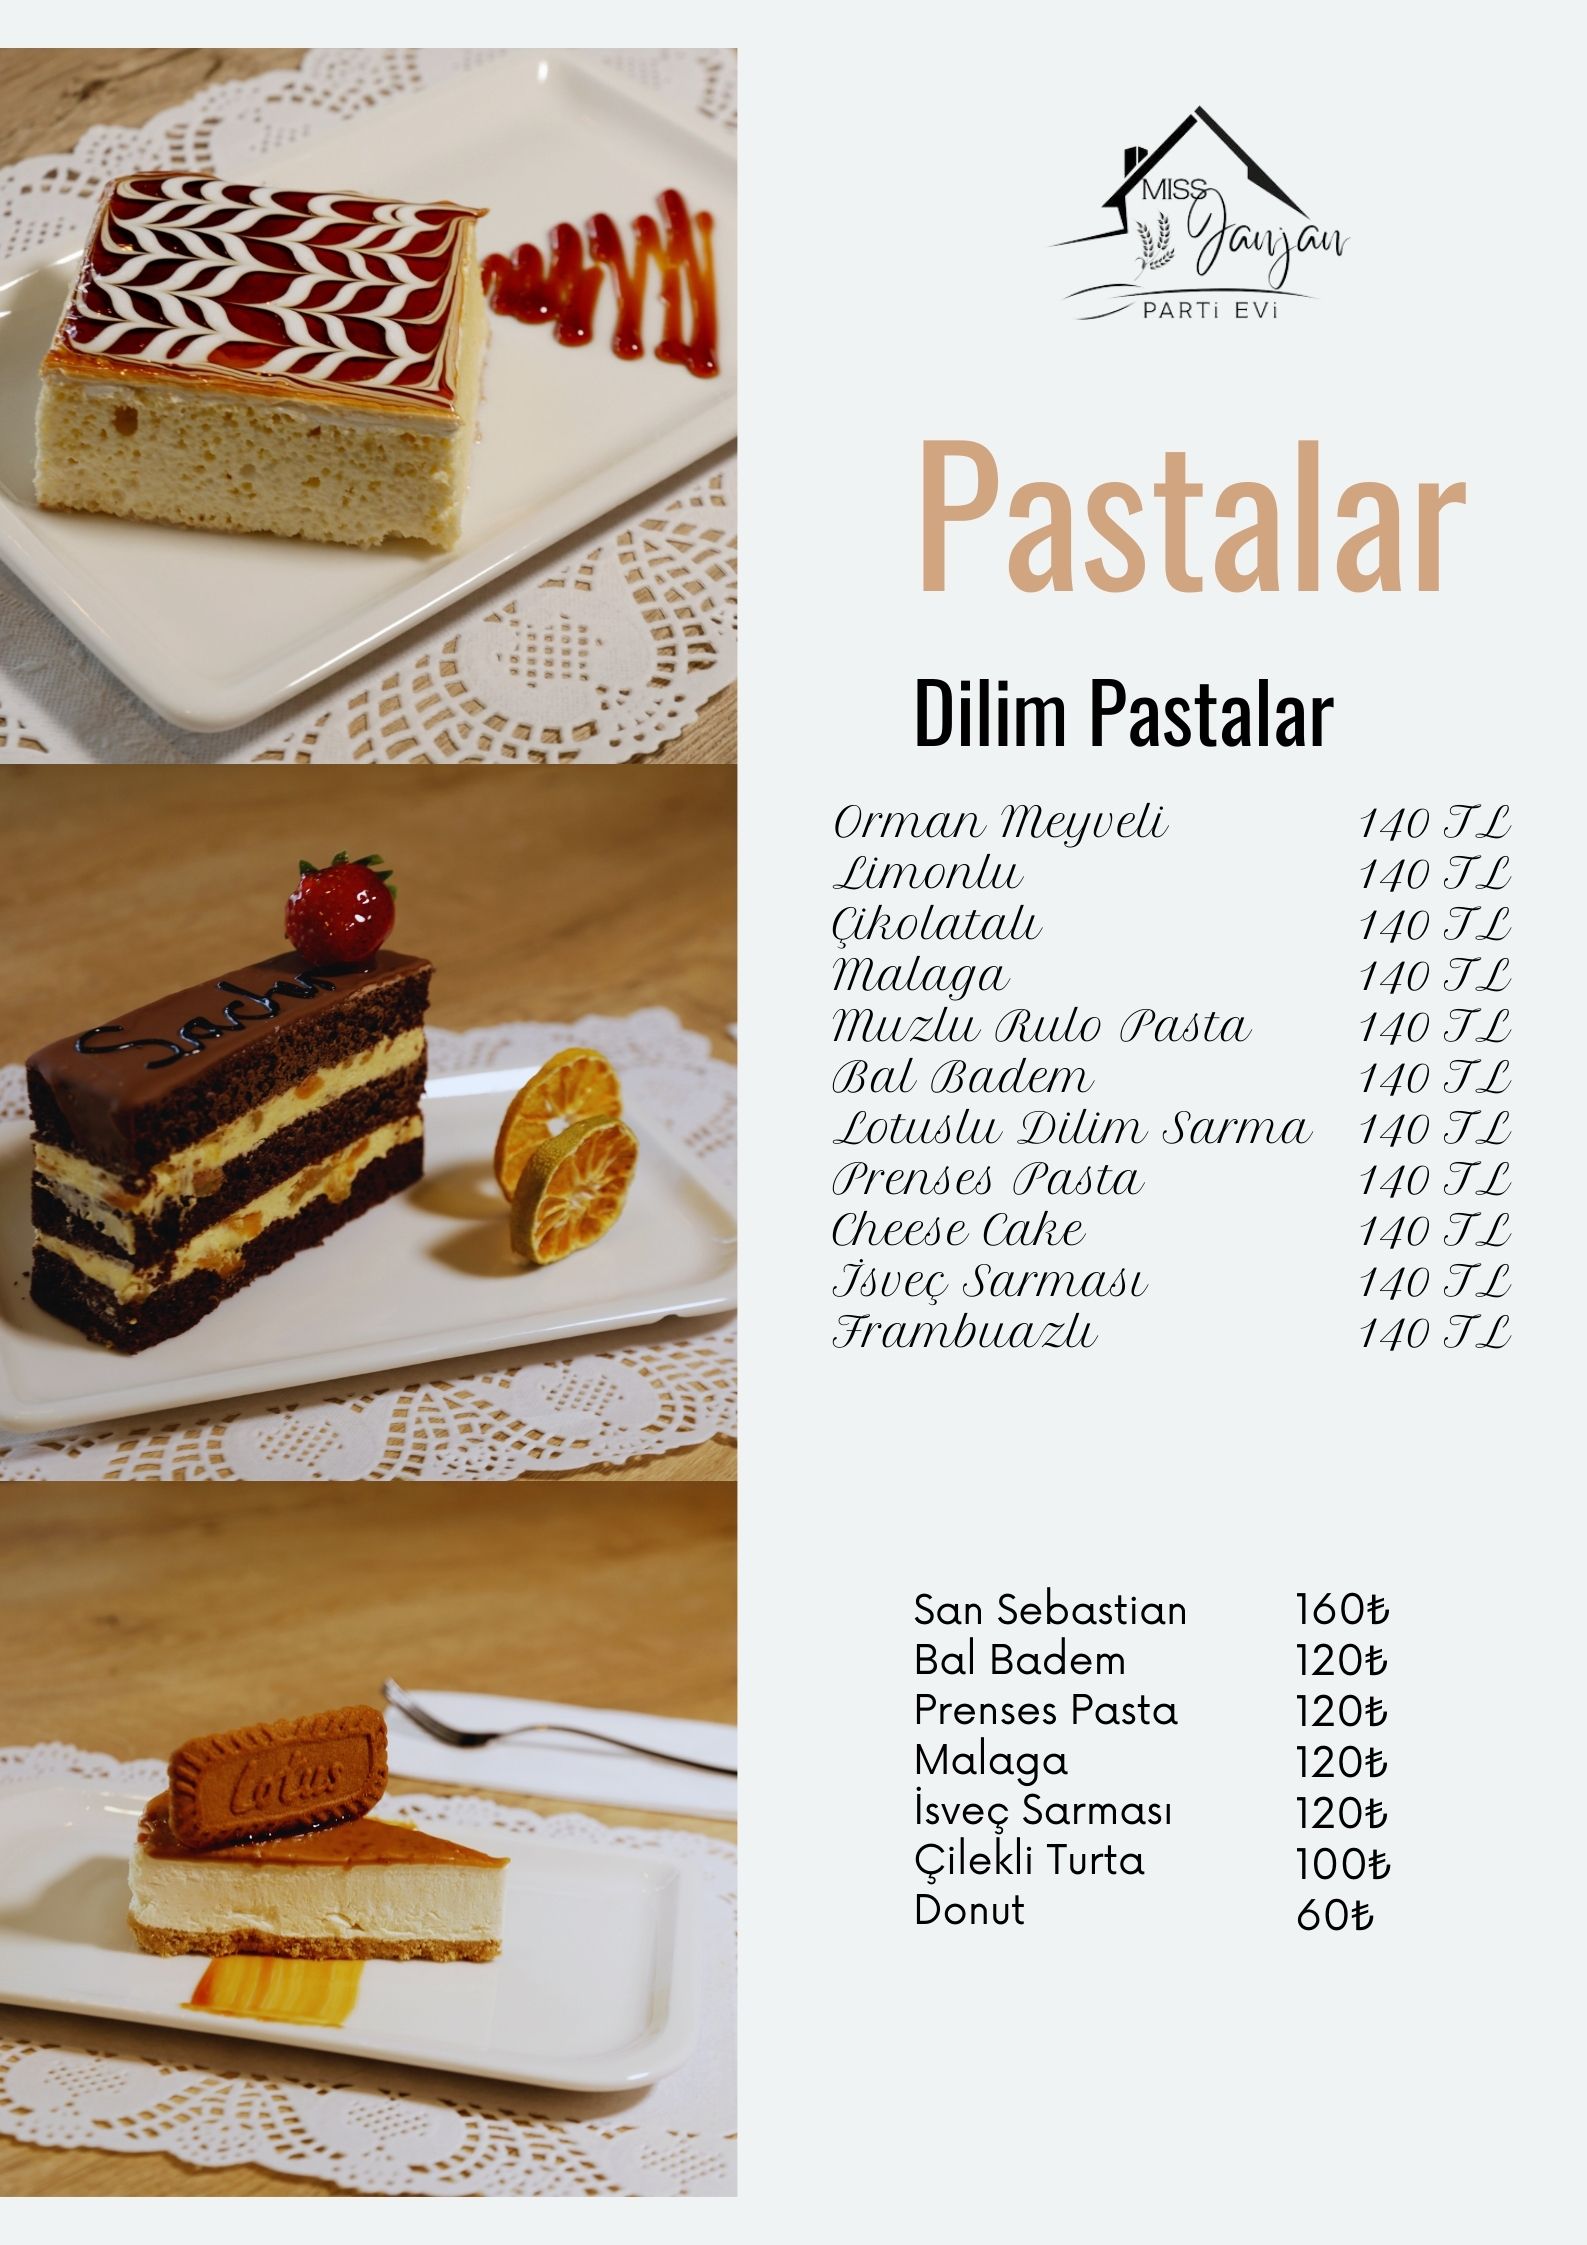 MISS
Janjan
PARTi EVi
Pastalar
Dilim Pastalar
Orman Meyveli 140 TL
Limonlu 140 TL
Çikolatalı 140 TL
Malaga 140 TL
Muzlu Rulo Pasta 140 TL
Bal Badem 140 TL
Lotuslu Dilim Sarma 140 TL
Prenses Pasta 140 TL
Cheese Cake 140 TL
İsveç Sarması 140 TL
Frambuazlı 140 TL
Sachr
San Sebastian 160₺
Bal Badem 120₺
Prenses Pasta 120₺
Malaga 120₺
İsveç Sarması 120₺
Çilekli Turta 100₺
Donut 60₺
Lotus